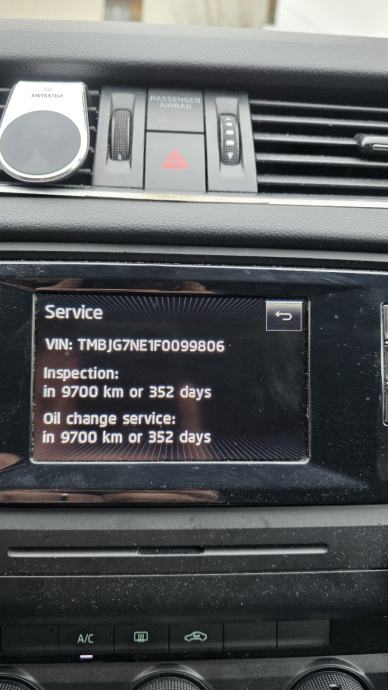 SWISSTEN
PASSENGER
AIRBAG
Service
VIN: TMBJG7NE1F0099806
Inspection:
in 9700 km or 352 days
Oil change service:
in 9700 km or 352 days
A/C